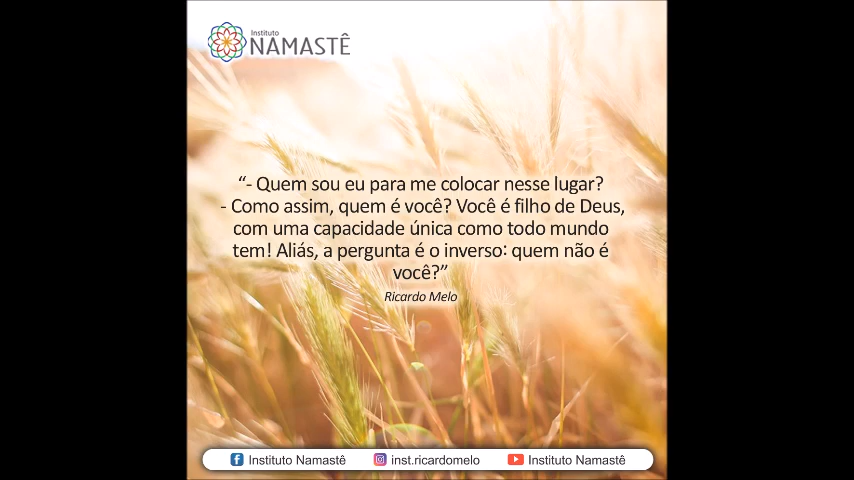 Instituto
NAMASTÊ
“- Quem sou eu para me colocar nesse lugar?
- Como assim, quem é você? Você é filho de Deus,
com uma capacidade única como todo mundo
tem! Aliás, a pergunta é o inverso: quem não é
você?”
Ricardo Melo
Instituto Namastê inst.ricardomelo Instituto Namastê